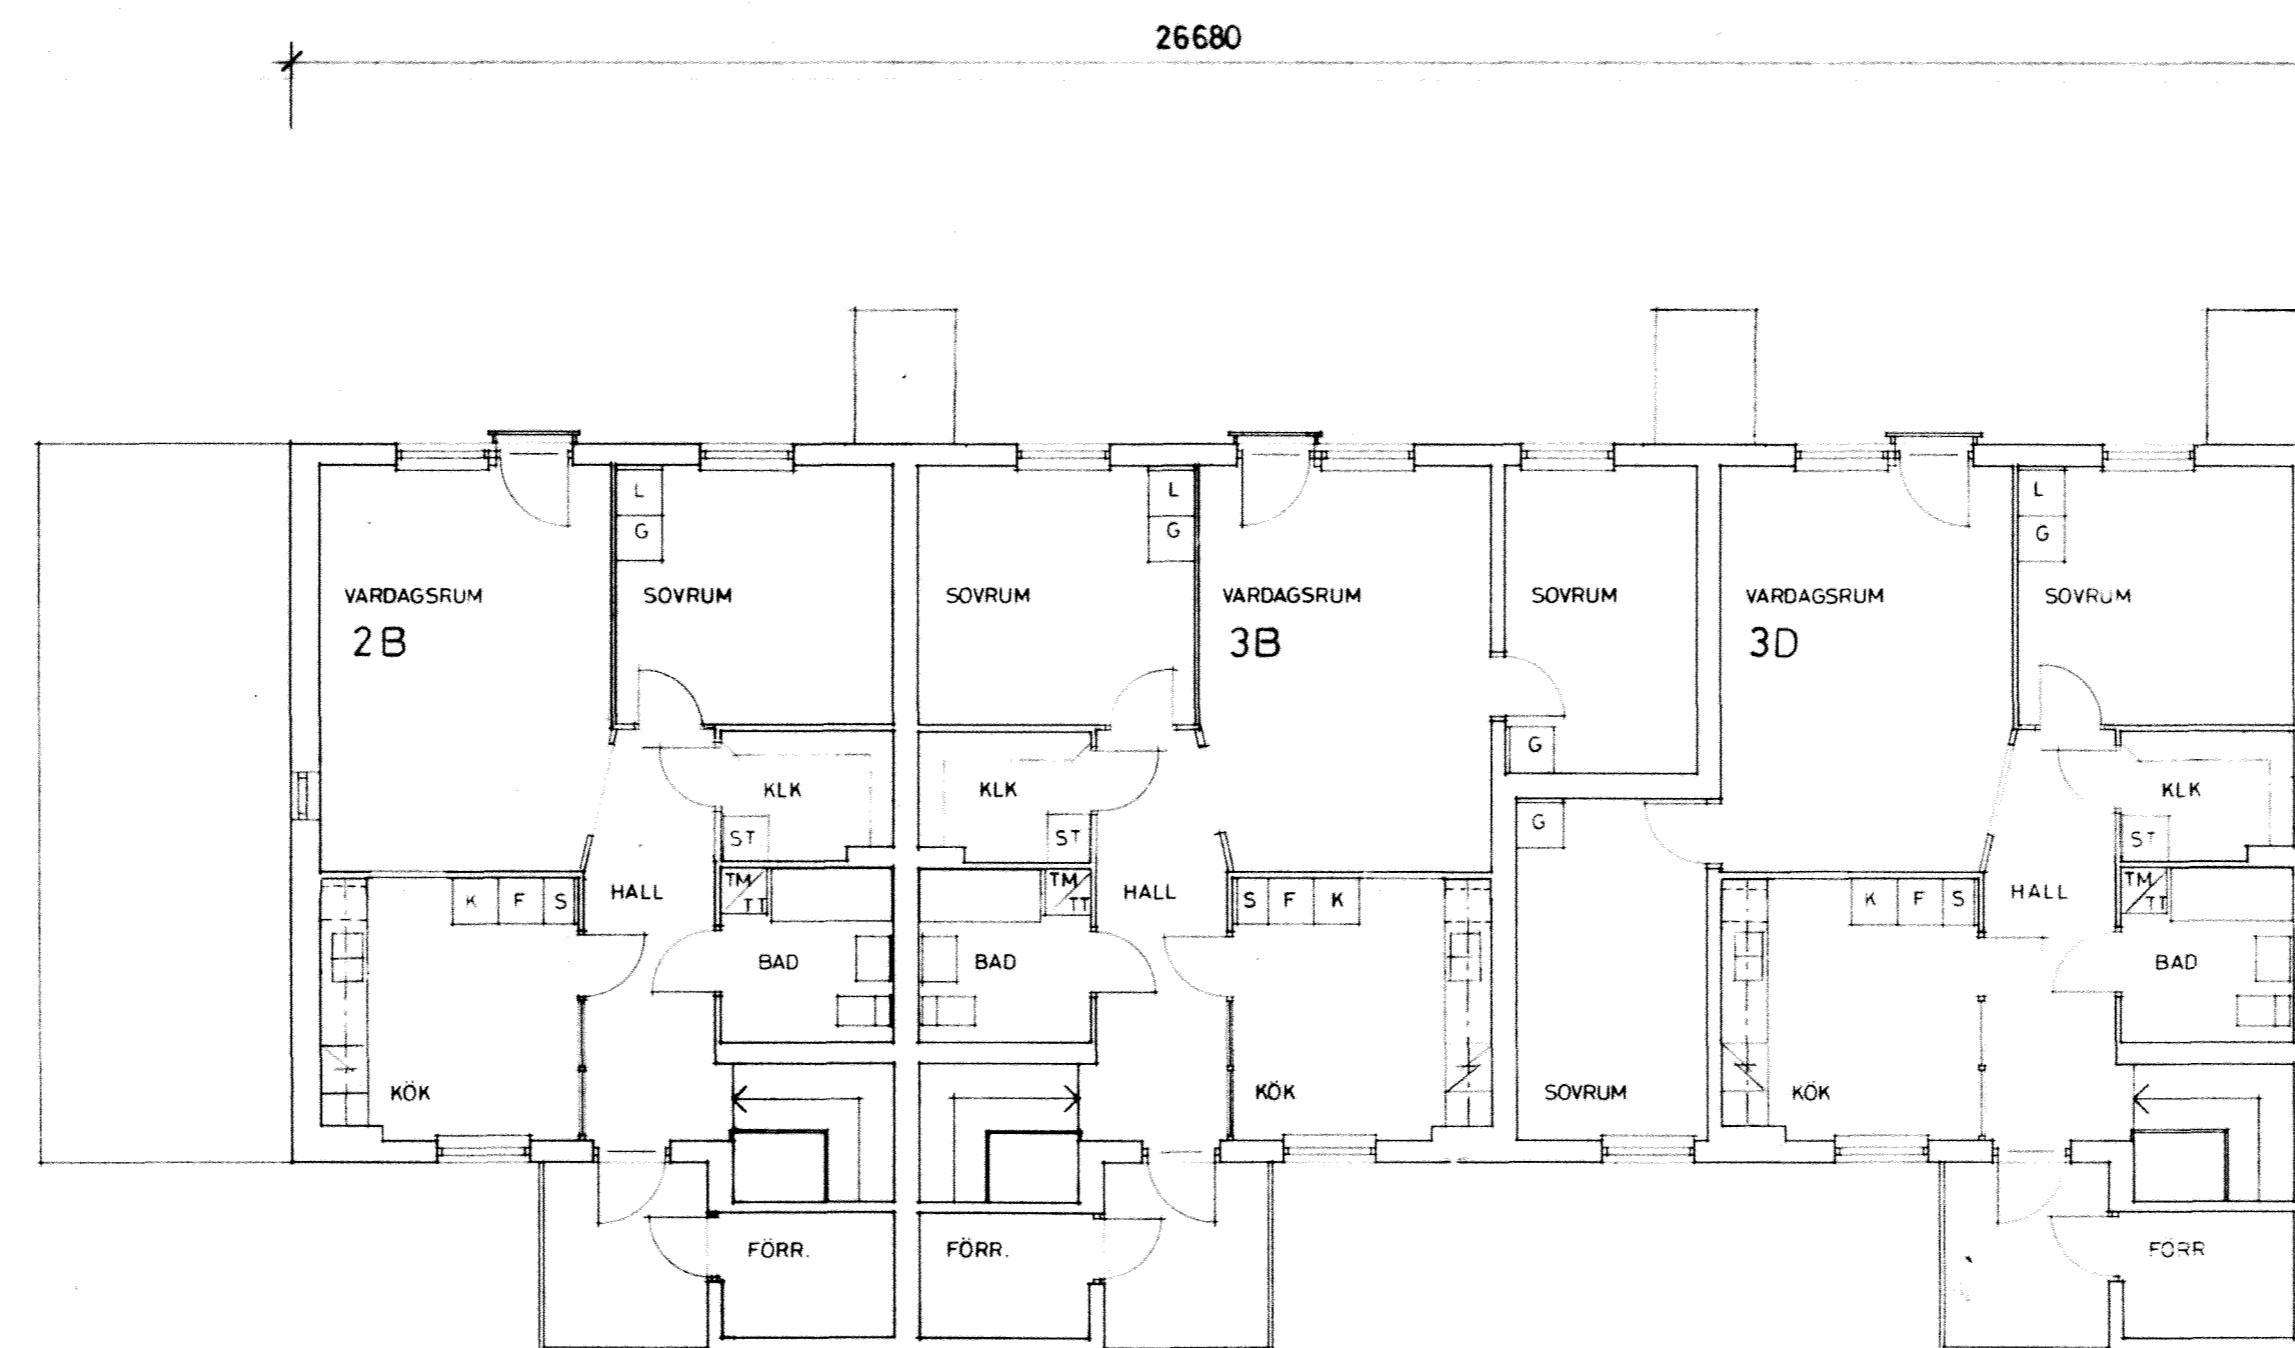 26680
L
G
L
G
L
G
VARDAGSRUM
2B
SOVRUM
SOVRUM
VARDAGSRUM
3B
SOVRUM
VARDAGSRUM
3D
SOVRUM
G
KLK
KLK
KLK
ST
ST
G
ST
K F S
HALL
TM
TT
TM
TT
HALL
S F K
K F S
HALL
TM
TT
BAD
BAD
BAD
KÖK
KÖK
SOVRUM
KÖK
FÖRR.
FÖRR.
FÖRR